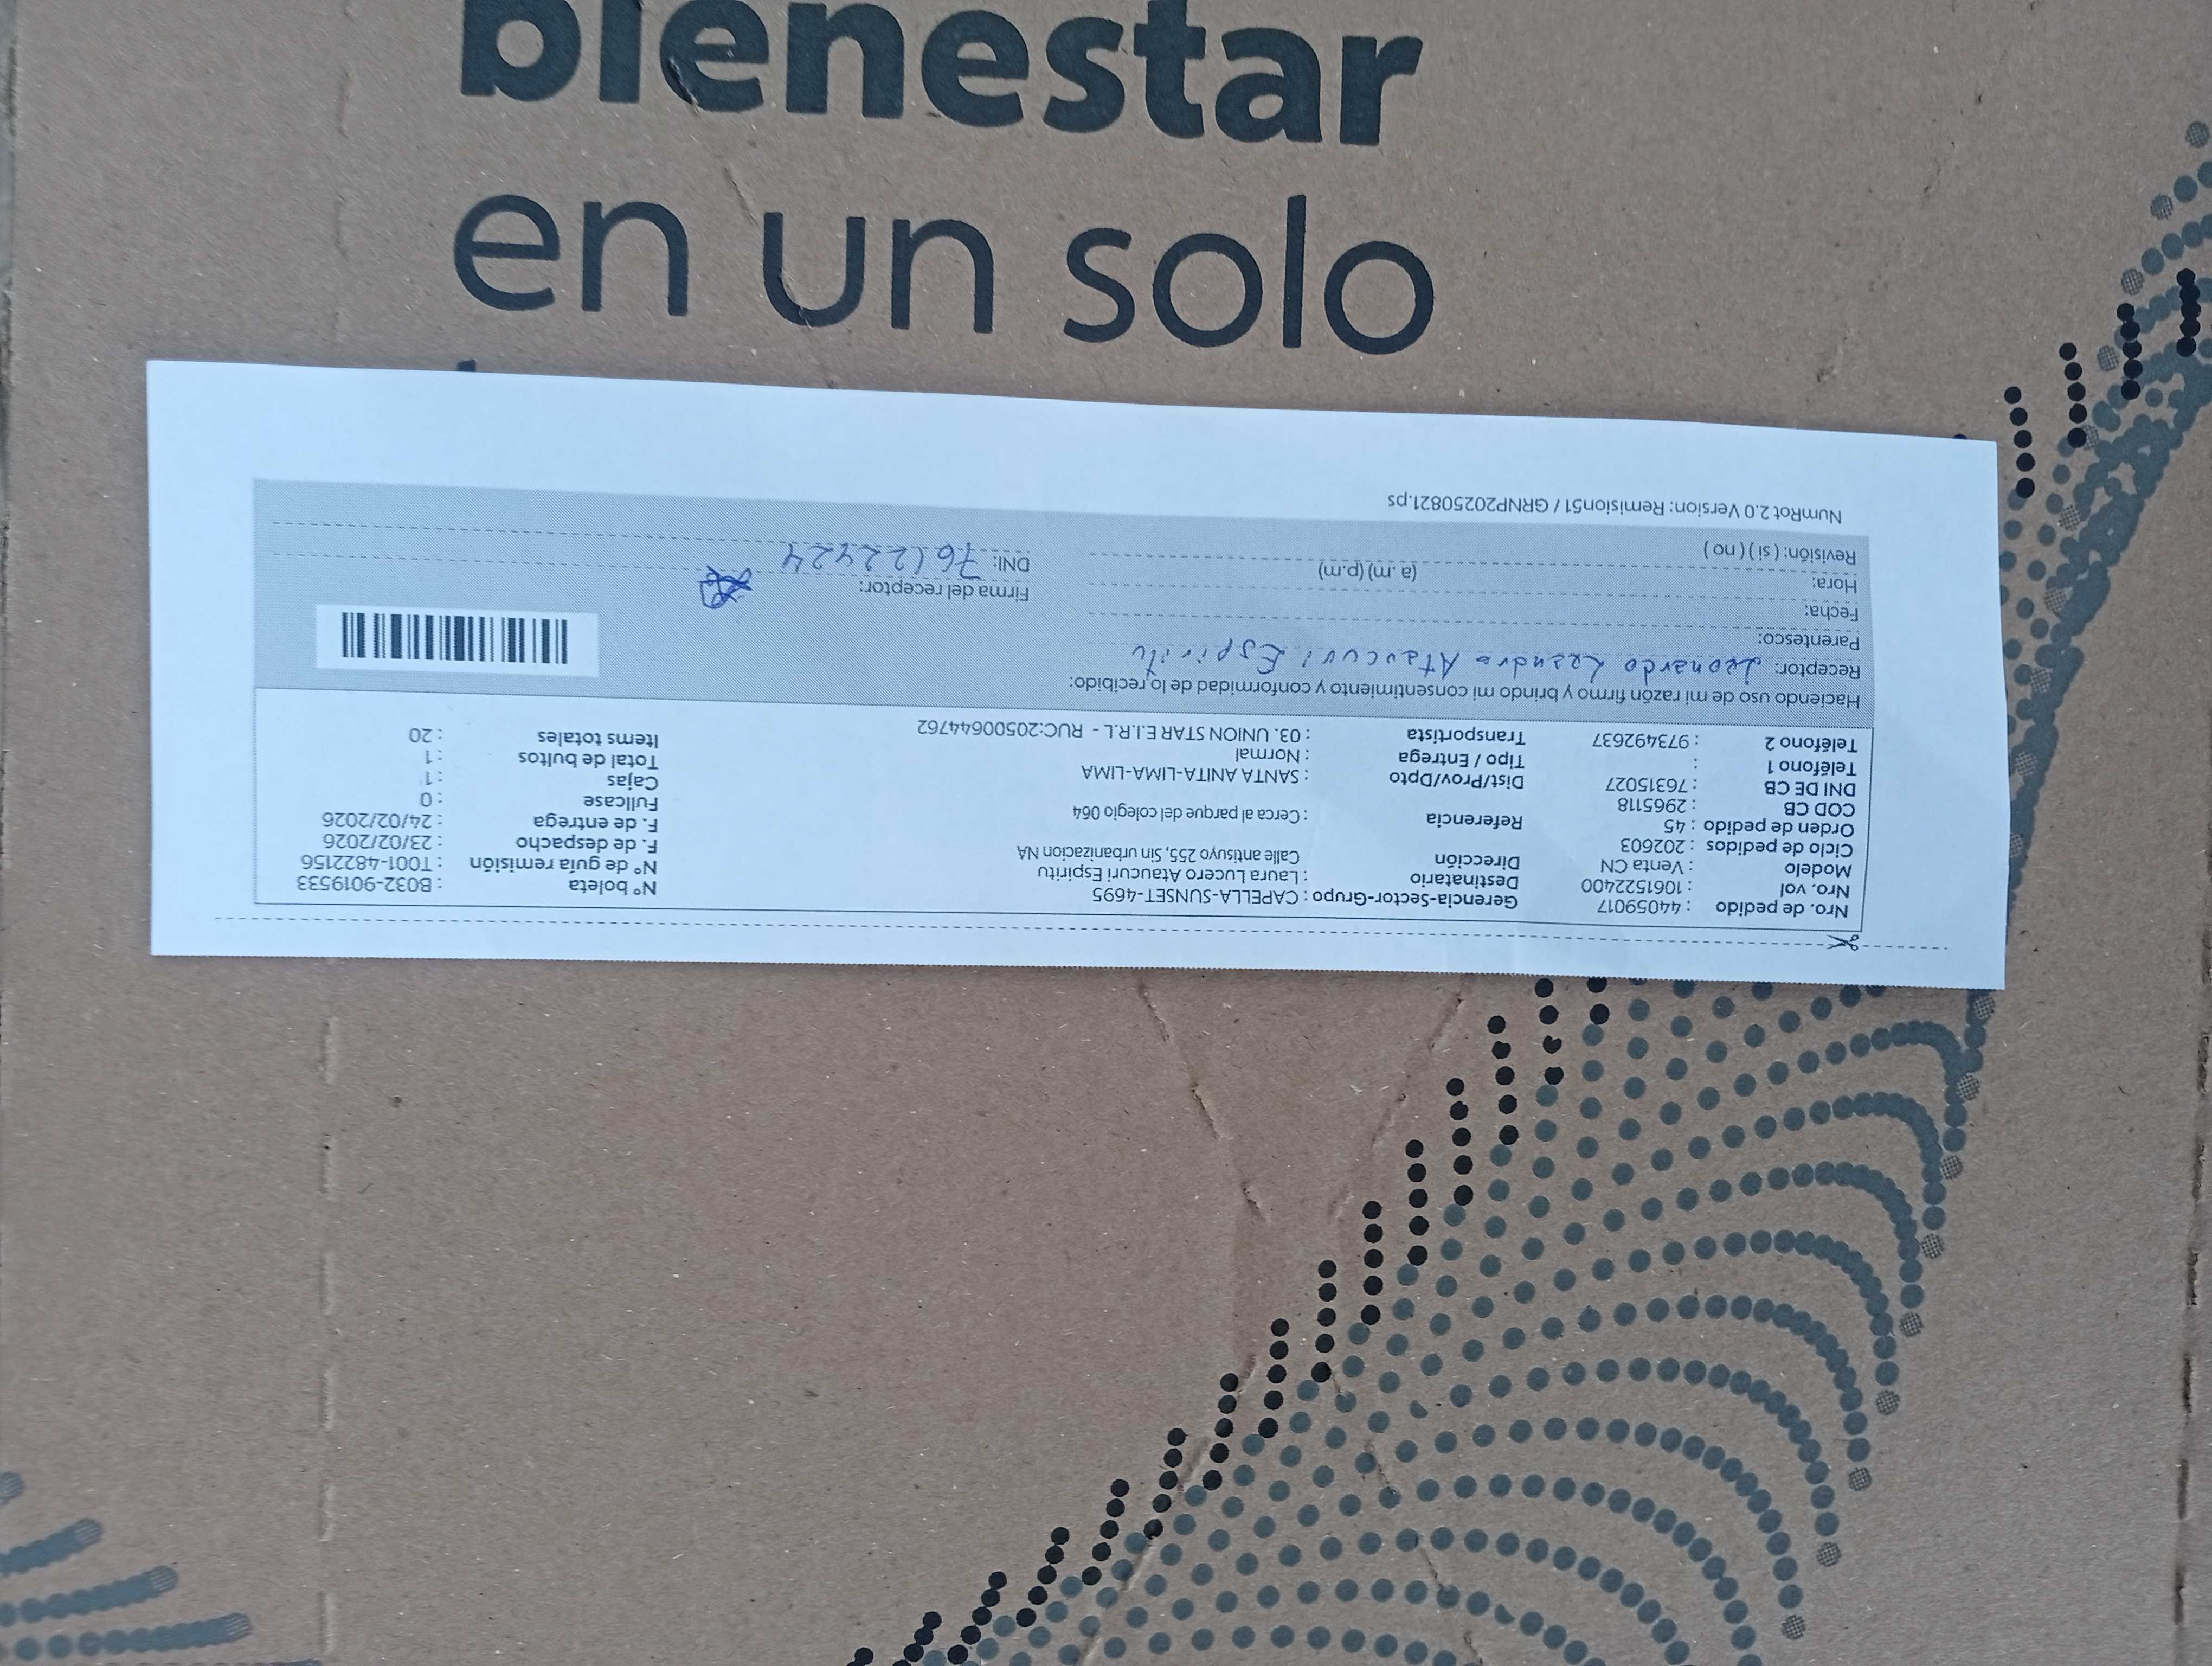 bienestar
en un solo
Nro. de pedido : 44059017
Nro. val : 1061522400
Modelo : Venta CN
Ciclo de pedidos : 202603
Orden de pedido : 45
COD CB : 2965118
DNI DE CB : 76315027
Teléfono 1 :
Teléfono 2 : 973492637
Gerencia-Sector-Grupo : CAPELLA-SUNSET-4695
Destinatario : Laura Lucero Ataucuri Espiritu
Dirección Calle antisuyo 255, Sin urbanizacion NA
Referencia : Cerca al parque del colegio 064
Dist/Prov/Dpto : SANTA ANITA-LIMA-LIMA
Tipo / Entrega : Normal
Transportista : 03. UNION STAR E.I.R.L - RUC:20500644762
N° boleta : B032-9019533
N° de guía remisión : T001-4822156
F. de despacho : 23/02/2026
F. de entrega : 24/02/2026
Fullcase : 0
Cajas : 1
Total de bultos : 1
Items totales : 20
Haciendo uso de mi razón firmo y brindo mi consentimiento y conformidad de lo recibido:
Receptor: Leonardo Leandro Ataucuri Espiritu
Parentesco:
Fecha:
Hora: (a .m) (p.m)
Revisión: ( si ) ( no )
Firma del receptor:
DNI: 76122424
NumRot 2.0 Version: Remision51 / GRNP20250821.ps